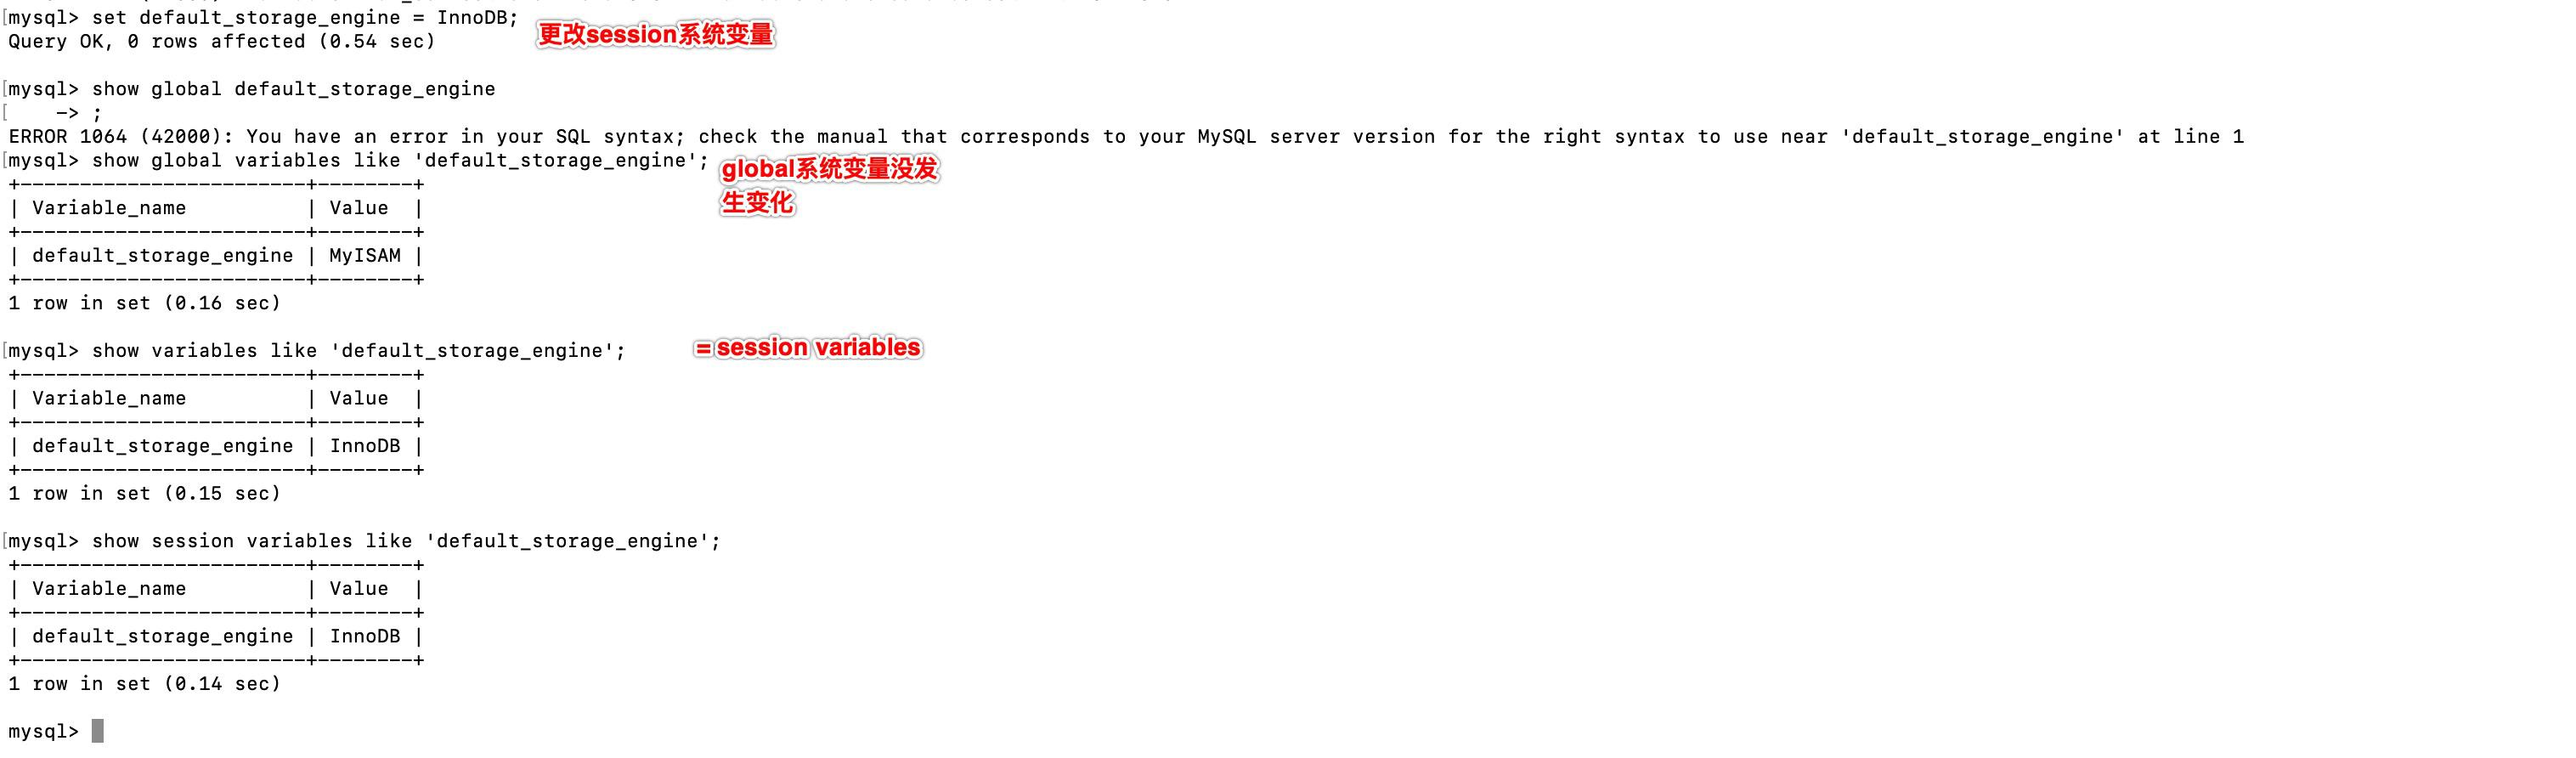 [mysql> set default_storage_engine = InnoDB;
Query OK, 0 rows affected (0.54 sec)
更改session系统变量
[mysql> show global default_storage_engine
[    -> ;
ERROR 1064 (42000): You have an error in your SQL syntax; check the manual that corresponds to your MySQL server version for the right syntax to use near 'default_storage_engine' at line 1
[mysql> show global variables like 'default_storage_engine';
global系统变量没发
生变化
+------------------------+--------+
| Variable_name          | Value  |
+------------------------+--------+
| default_storage_engine | MyISAM |
+------------------------+--------+
1 row in set (0.16 sec)
[mysql> show variables like 'default_storage_engine';
=session variables
+------------------------+--------+
| Variable_name          | Value  |
+------------------------+--------+
| default_storage_engine | InnoDB |
+------------------------+--------+
1 row in set (0.15 sec)
[mysql> show session variables like 'default_storage_engine';
+------------------------+--------+
| Variable_name          | Value  |
+------------------------+--------+
| default_storage_engine | InnoDB |
+------------------------+--------+
1 row in set (0.14 sec)
mysql>